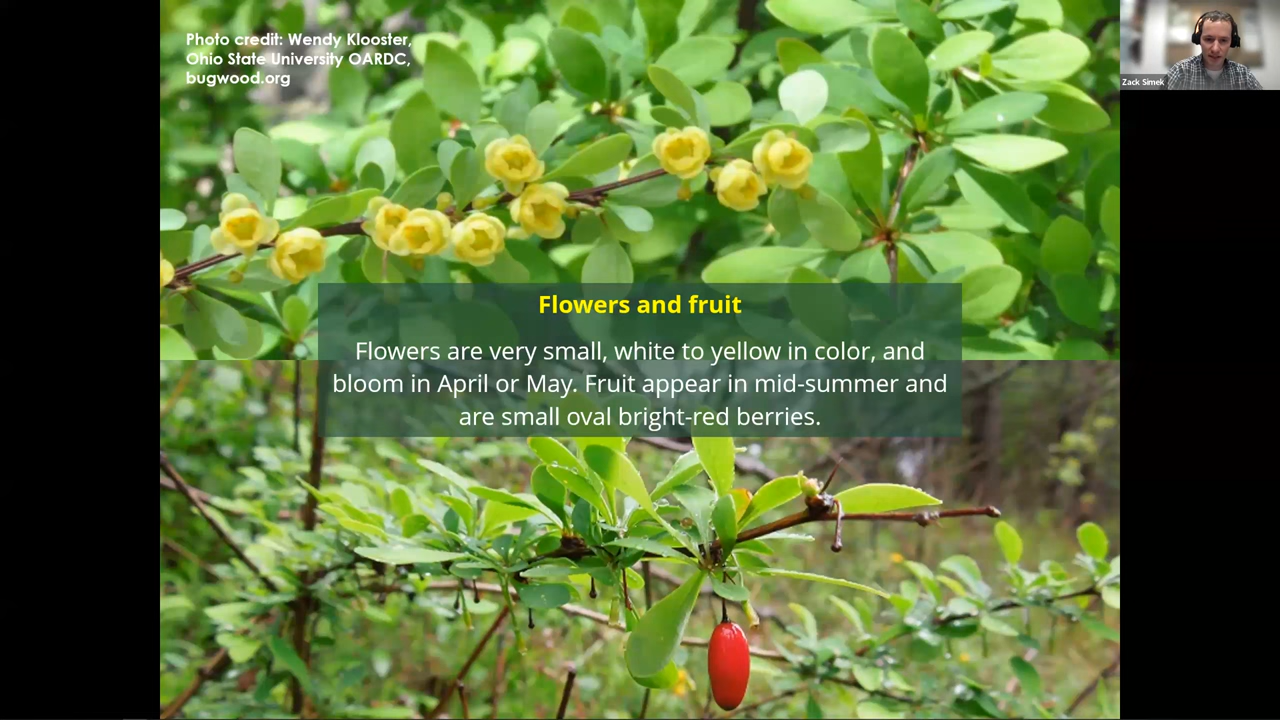 Photo credit: Wendy Klooster,
Ohio State University OARDC,
bugwood.org
Zack Simek
Flowers and fruit
Flowers are very small, white to yellow in color, and
bloom in April or May. Fruit appear in mid-summer and
are small oval bright-red berries.